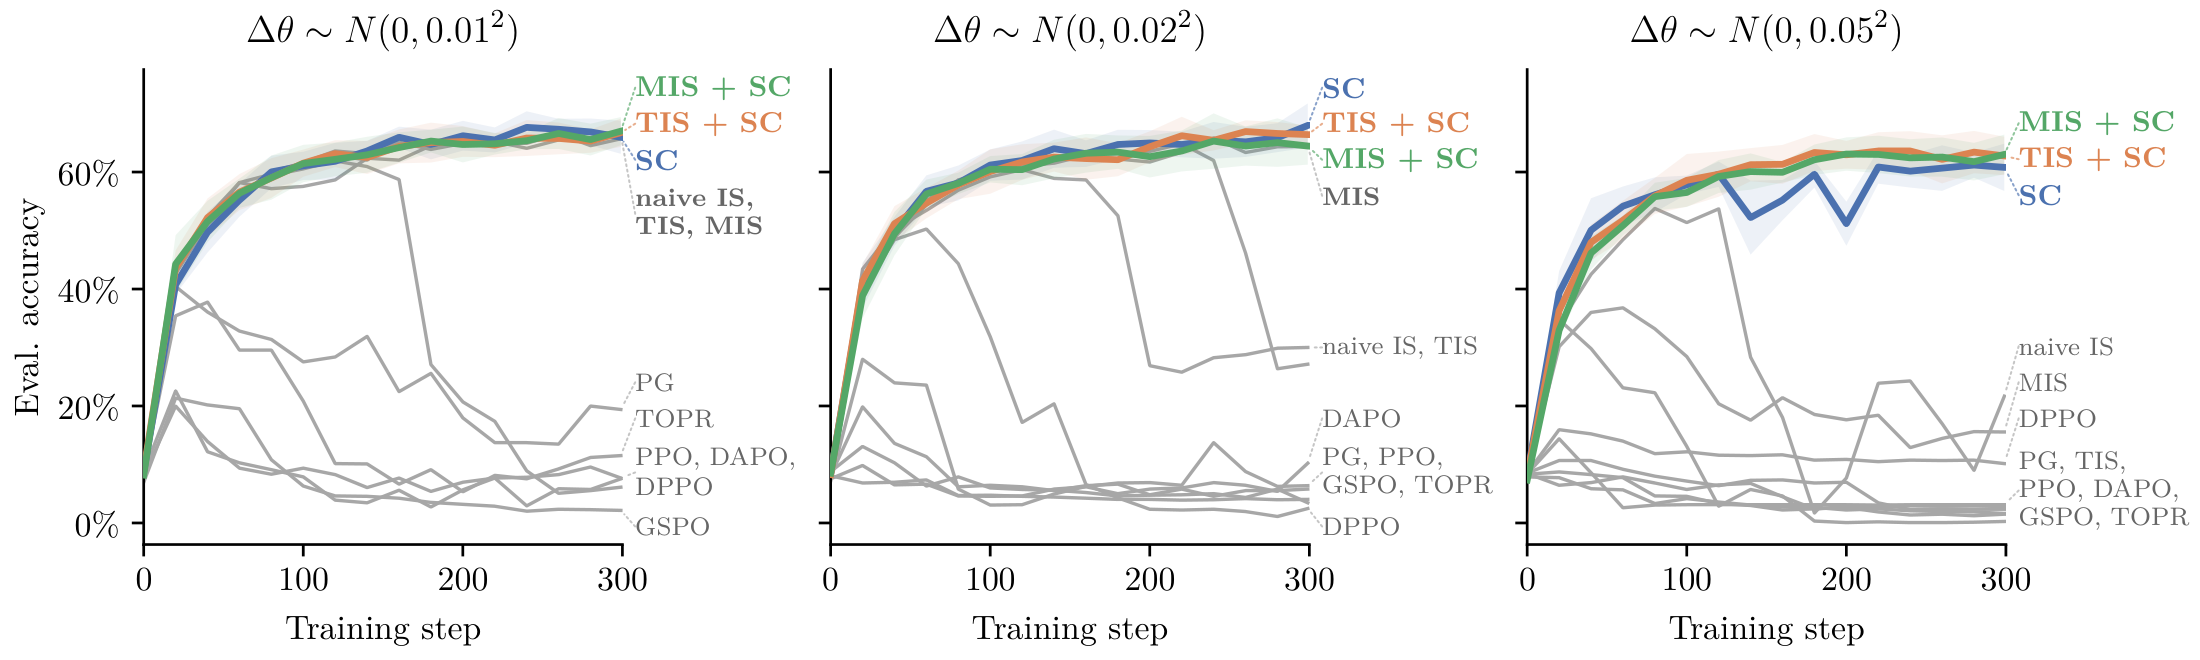 Δθ ∼ N(0, 0.01²)
Eval. accuracy
60%
40%
20%
0%
0
100
200
300
Training step
MIS + SC
TIS + SC
SC
naive IS,
TIS, MIS
PG
TOPR
PPO, DAPO,
DPPO
GSPO
Δθ ∼ N(0, 0.02²)
0
100
200
300
Training step
SC
TIS + SC
MIS + SC
MIS
naive IS, TIS
DAPO
PG, PPO,
GSPO, TOPR
DPPO
Δθ ∼ N(0, 0.05²)
0
100
200
300
Training step
MIS + SC
TIS + SC
SC
naive IS
MIS
DPPO
PG, TIS,
PPO, DAPO,
GSPO, TOPR